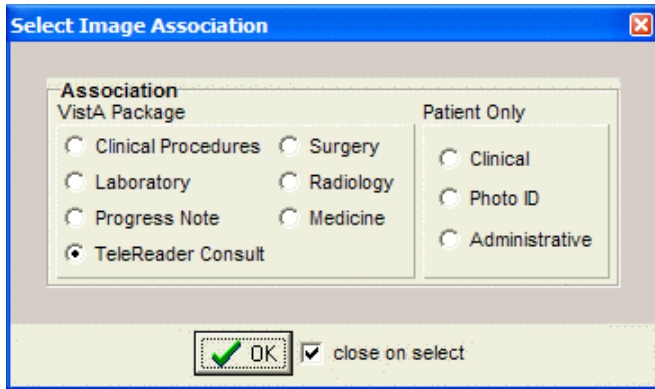 Select Image Association
Association
VistA Package Patient Only
Clinical Procedures Surgery Clinical
Laboratory Radiology Photo ID
Progress Note Medicine Administrative
TeleReader Consult
OK close on select